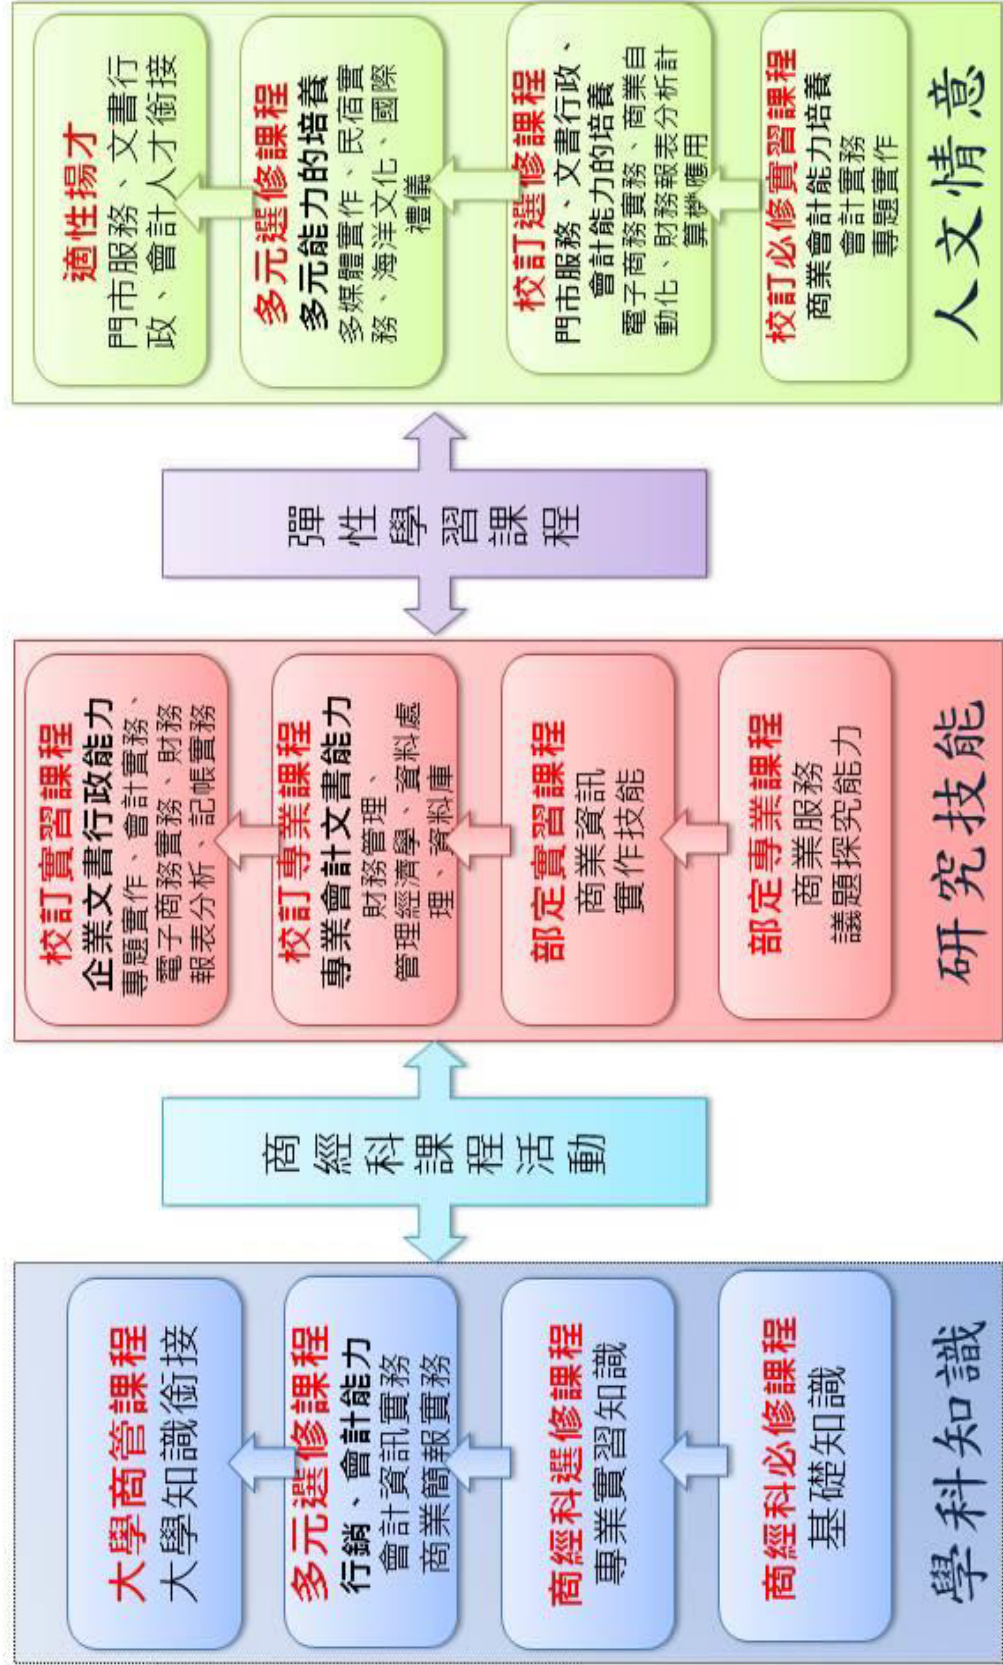 大學商管課程
大學知識銜接
多元選修課程
行銷、會計能力
會計資訊實務
商業簡報實務
商經科選修課程
專業實習知識
商經科必修課程
基礎知識
學科知識
商經科課程活動
校訂實習課程
企業文書行政能力
專題實作、會計實務、
電子商務實務、財務
報表分析、記帳實務
校訂專業課程
專業會計文書能力
財務管理、
管理經濟學、資料處
理、資料庫
部定實習課程
商業資訊
實作技能
部定專業課程
商業服務
議題探究能力
研究技能
彈性學習課程
適性揚才
門市服務、文書行
政、會計人才銜接
多元選修課程
多元能力的培養
多媒體實作、民宿實
務、海洋文化、國際
禮儀
校訂選修課程
門市服務、文書行政、
會計能力的培養
電子商務實務、商業自
動化、財務報表分析計
算機應用
校訂必修實習課程
商業會計能力培養
會計實務
專題實作
人文情意